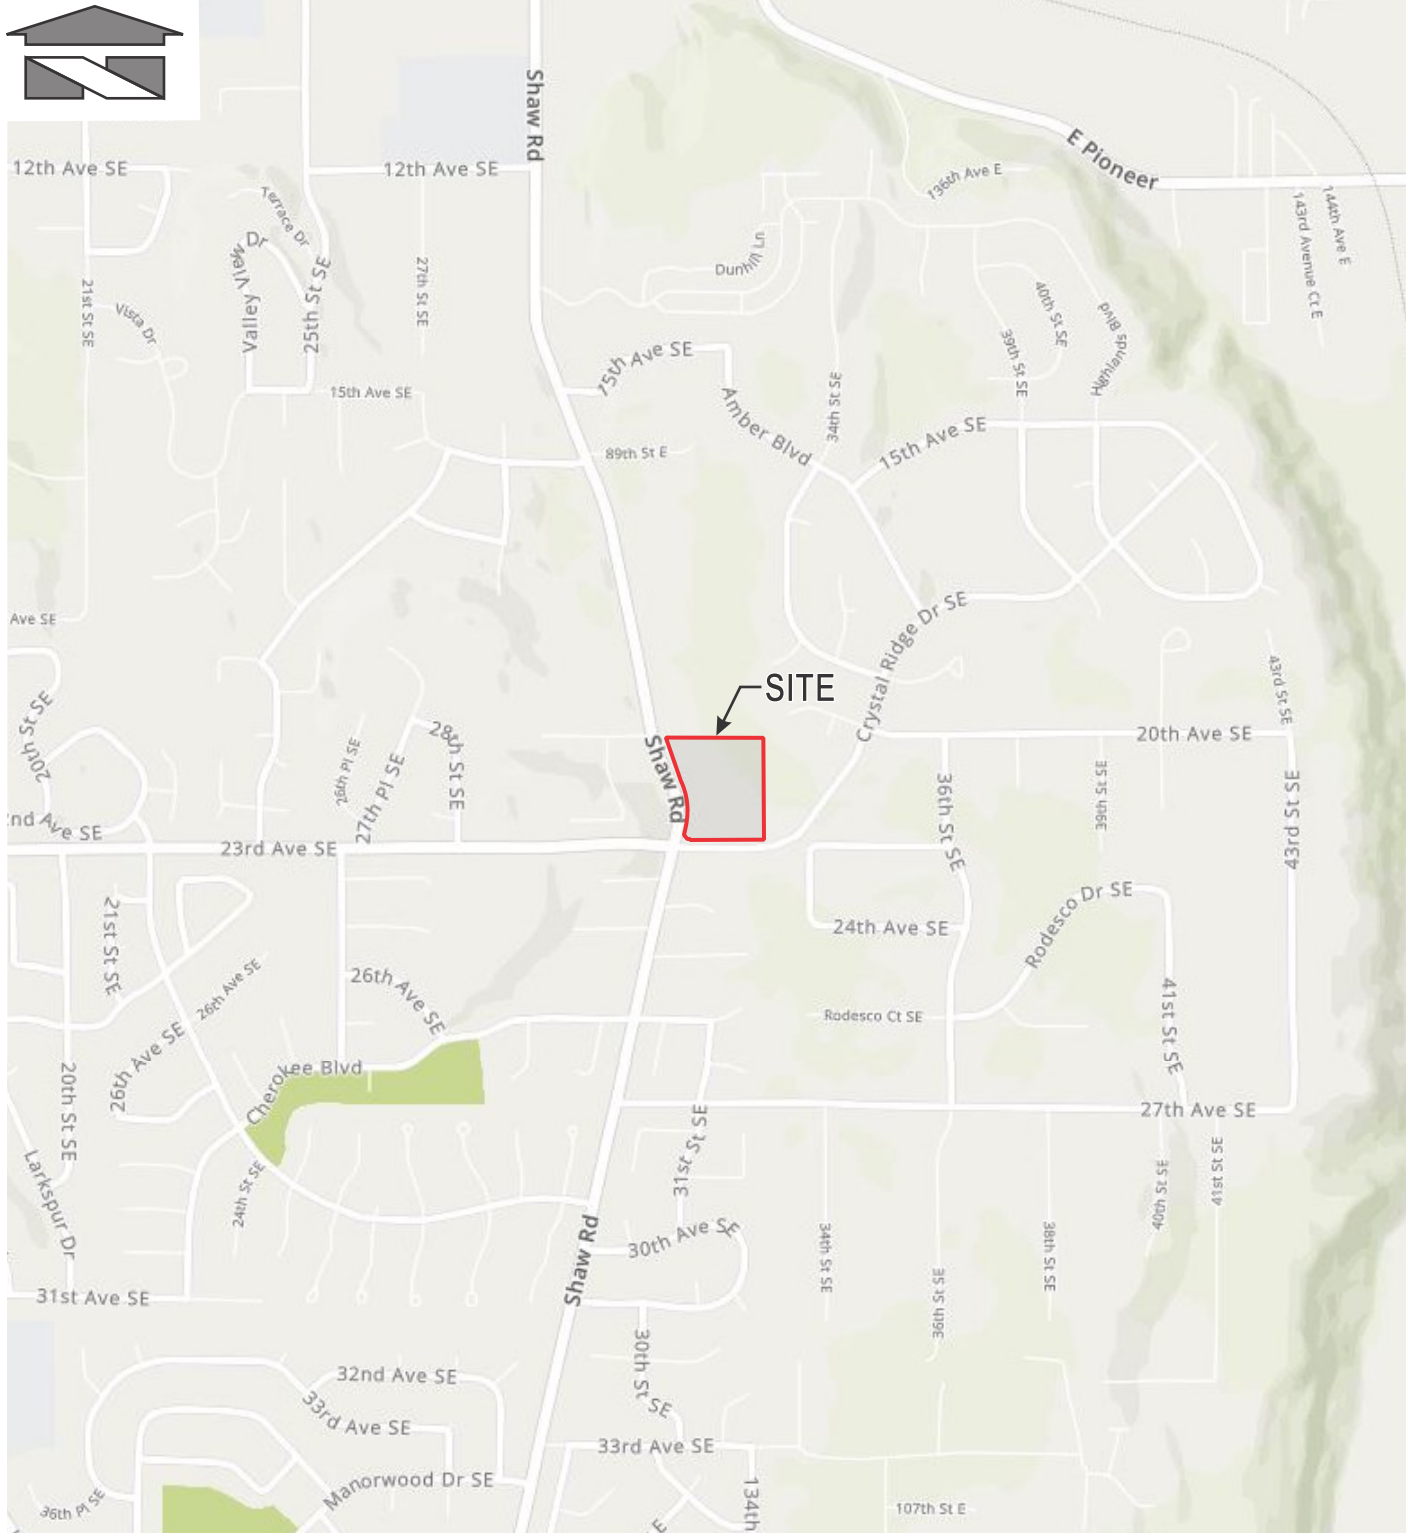 Shaw Rd
E Pioneer
12th Ave SE
12th Ave SE
136th Ave E
143rd Avenue Ct E
144th Ave E
Terrace Dr
Valley View Dr
25th St SE
27th St SE
21st St SE
Vista Dr
Dunhill Ln
40th St SE
39th St SE
Highlands Blvd
15th Ave SE
15th Ave SE
Amber Blvd
34th St SE
15th Ave SE
89th St E
Ave SE
Crystal Ridge Dr SE
43rd St SE
20th St SE
SITE
28th St SE
26th Pl SE
27th Pl SE
Shaw Rd
20th Ave SE
36th St SE
39th St SE
43rd St SE
nd Ave SE
23rd Ave SE
21st St SE
24th Ave SE
Rodesco Dr SE
26th Ave SE
26th Ave SE
26th Ave SE
Rodesco Ct SE
41st St SE
20th St SE
Cherokee Blvd
27th Ave SE
31st St SE
Larkspur Dr
24th St SE
40th St SE
41st St SE
30th Ave SE
34th St SE
38th St SE
36th St SE
Shaw Rd
31st Ave SE
30th St SE
32nd Ave SE
33rd Ave SE
33rd Ave SE
Manorwood Dr SE
36th Pl SE
134th
E
107th St E